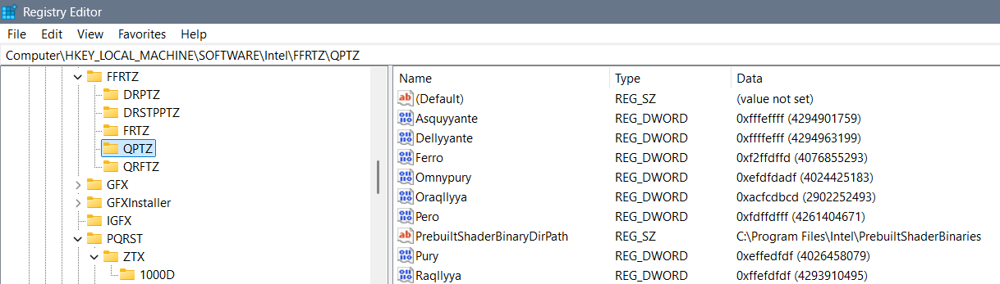 Registry Editor
File Edit View Favorites Help
Computer\HKEY_LOCAL_MACHINE\SOFTWARE\Intel\FFRTZ\QPTZ
FFRTZ
DRPTZ
DRSTPPTZ
FRTZ
QPTZ
QRFTZ
GFX
GFXInstaller
IGFX
PQRST
ZTX
1000D
Name Type Data
(Default) REG_SZ (value not set)
Asquyyante REG_DWORD 0xfffeffff (4294901759)
Dellyyante REG_DWORD 0xffffefff (4294963199)
Ferro REG_DWORD 0xf2ffdffd (4076855293)
Omnypury REG_DWORD 0xefdfdadf (4024425183)
Oraqllyya REG_DWORD 0xacfcdbcd (2902252493)
Pero REG_DWORD 0xfdffdfff (4261404671)
PrebuiltShaderBinaryDirPath REG_SZ C:\Program Files\Intel\PrebuiltShaderBinaries
Pury REG_DWORD 0xeffedfdf (4026458079)
Raqllyya REG_DWORD 0xffefdfdf (4293910495)